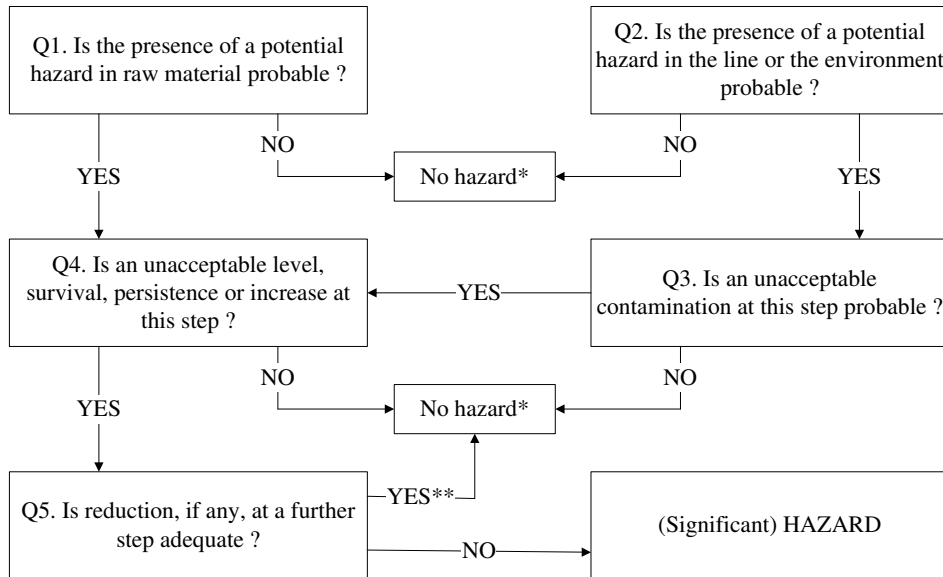 Q1. Is the presence of a potential
hazard in raw material probable ?
Q2. Is the presence of a potential
hazard in the line or the environment
probable ?
NO
NO
YES
No hazard*
YES
Q4. Is an unacceptable level,
survival, persistence or increase at
this step ?
YES
Q3. Is an unacceptable
contamination at this step probable ?
NO
NO
YES
No hazard*
Q5. Is reduction, if any, at a further
step adequate ?
YES**
NO
(Significant) HAZARD